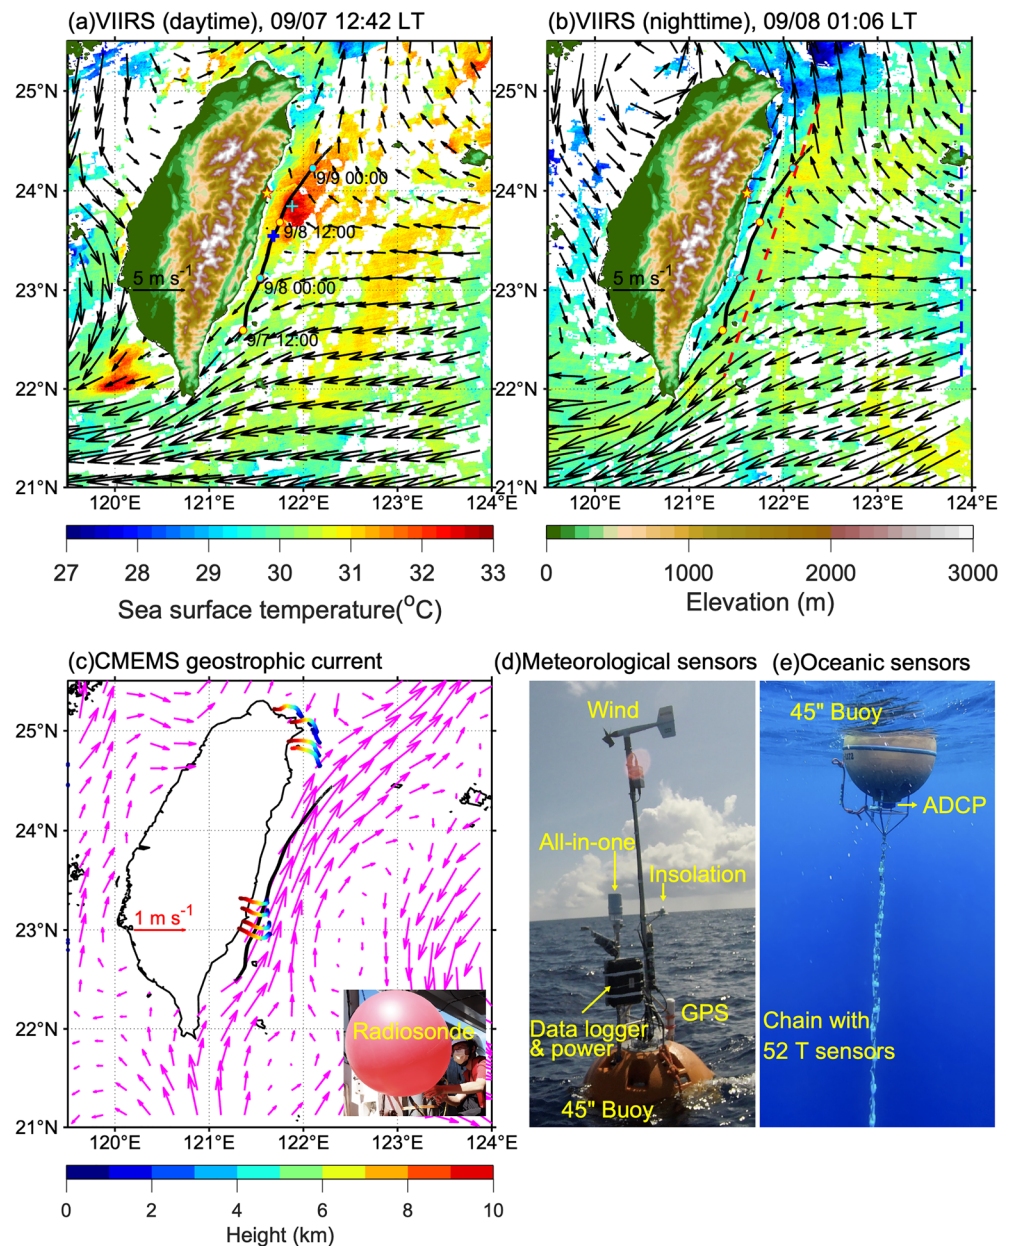 (a)VIIRS (daytime), 09/07 12:42 LT
(b)VIIRS (nighttime), 09/08 01:06 LT
25°N
24°N
23°N
22°N
21°N
9/9 00:00
9/8 12:00
9/8 00:00
9/7 12:00
5 m s⁻¹
120°E
121°E
122°E
123°E
124°E
25°N
24°N
23°N
22°N
21°N
5 m s⁻¹
120°E
121°E
122°E
123°E
124°E
27 28 29 30 31 32 33
Sea surface temperature(°C)
0 1000 2000 3000
Elevation (m)
(c)CMEMS geostrophic current
(d)Meteorological sensors
(e)Oceanic sensors
25°N
24°N
23°N
22°N
21°N
1 m s⁻¹
Radiosonde
120°E
121°E
122°E
123°E
124°E
0 2 4 6 8 10
Height (km)
Wind
All-in-one
Insolation
GPS
Data logger
& power
45" Buoy
45" Buoy
ADCP
Chain with
52 T sensors